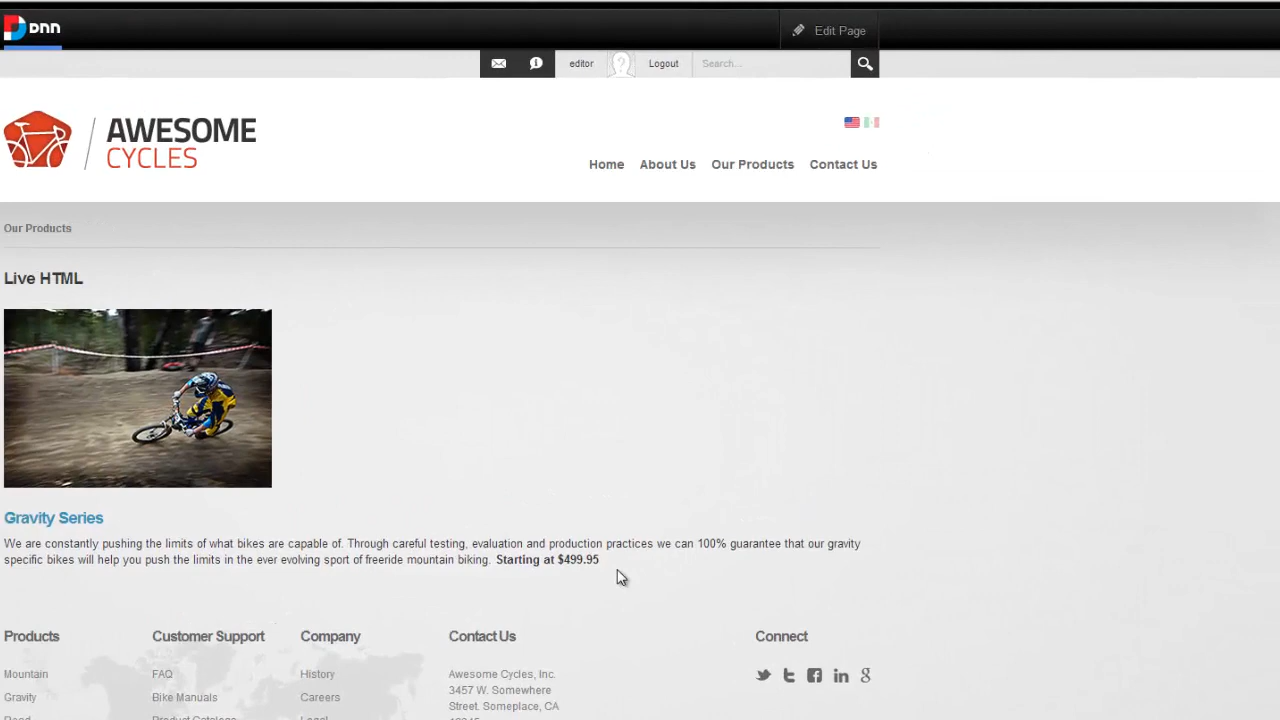 DNN
Edit Page
editor
Logout
Search...
AWESOME
CYCLES
Home
About Us
Our Products
Contact Us
Our Products
Live HTML
Gravity Series
We are constantly pushing the limits of what bikes are capable of. Through careful testing, evaluation and production practices we can 100% guarantee that our gravity
specific bikes will help you push the limits in the ever evolving sport of freeride mountain biking. Starting at $499.95
Products
Customer Support
Company
Contact Us
Connect
Mountain
FAQ
History
Awesome Cycles, Inc.
3457 W. Somewhere
Gravity
Bike Manuals
Careers
Street. Someplace, CA